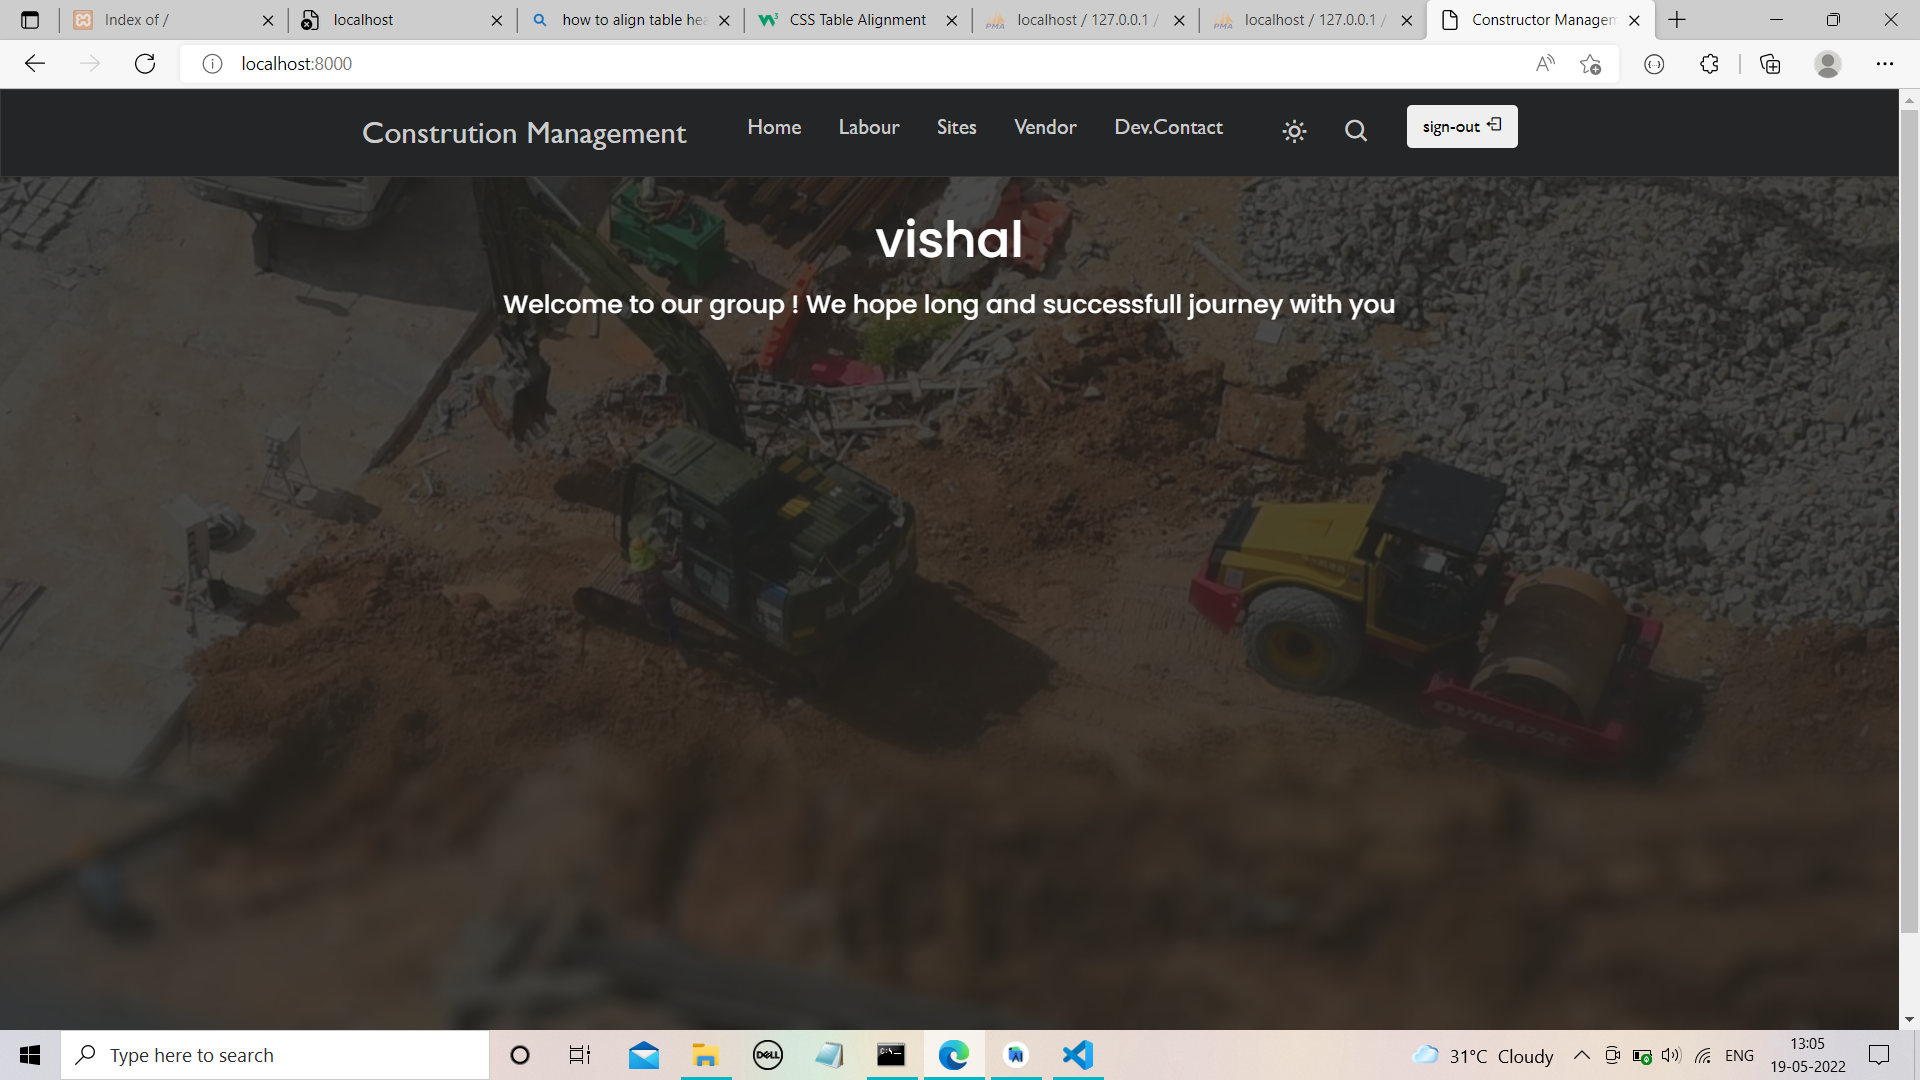 Index of /
localhost
how to align table hea
CSS Table Alignment
localhost / 127.0.0.1 /
localhost / 127.0.0.1 /
Constructor Managem
localhost:8000
Constrution Management
Home
Labour
Sites
Vendor
Dev.Contact
sign-out
vishal
Welcome to our group ! We hope long and successfull journey with you
DYNAPAC
Type here to search
DELL
31°C Cloudy
ENG
13:05
19-05-2022